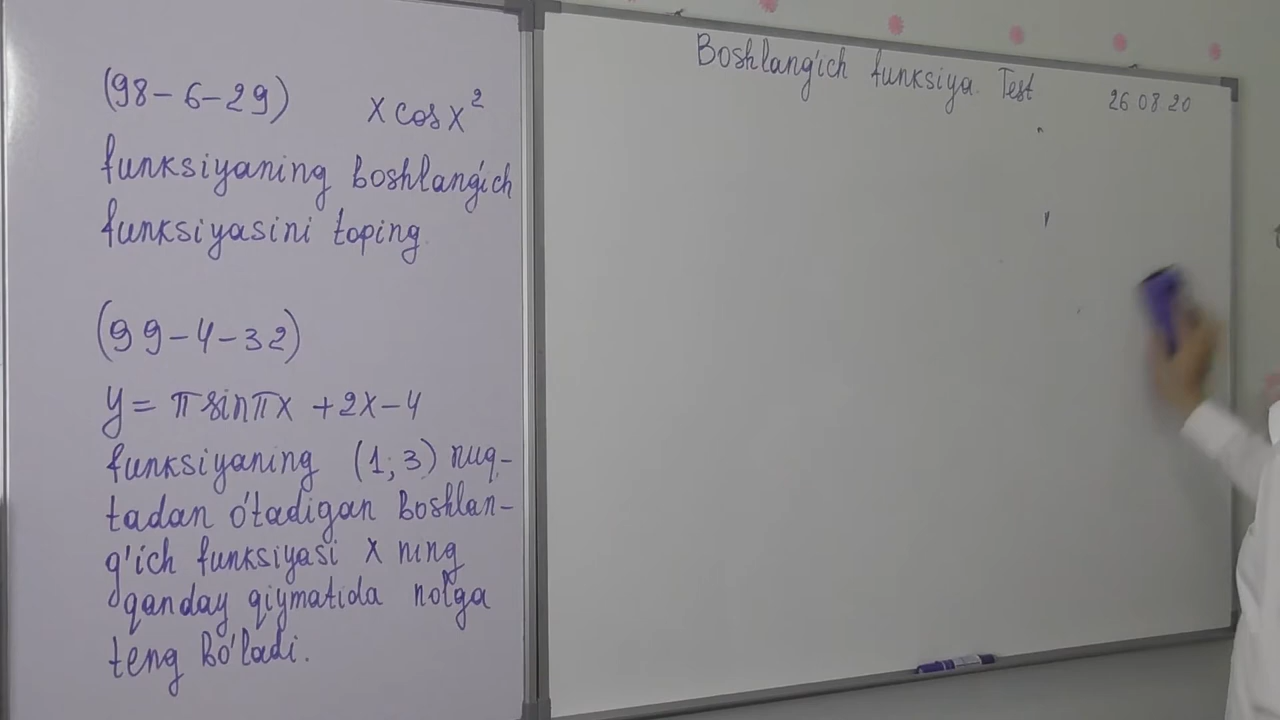 (98-6-29) x cos x²
funksiyaning boshlang'ich
funksiyasini toping.
(99-4-32)
y = π sin πx + 2x - 4
funksiyaning (1; 3) nuq-
tadan o'tadigan boshlan-
g'ich funksiyasi x ning
qanday qiymatida nolga
teng bo'ladi.
Boshlang'ich funksiya. Test 26 08 20